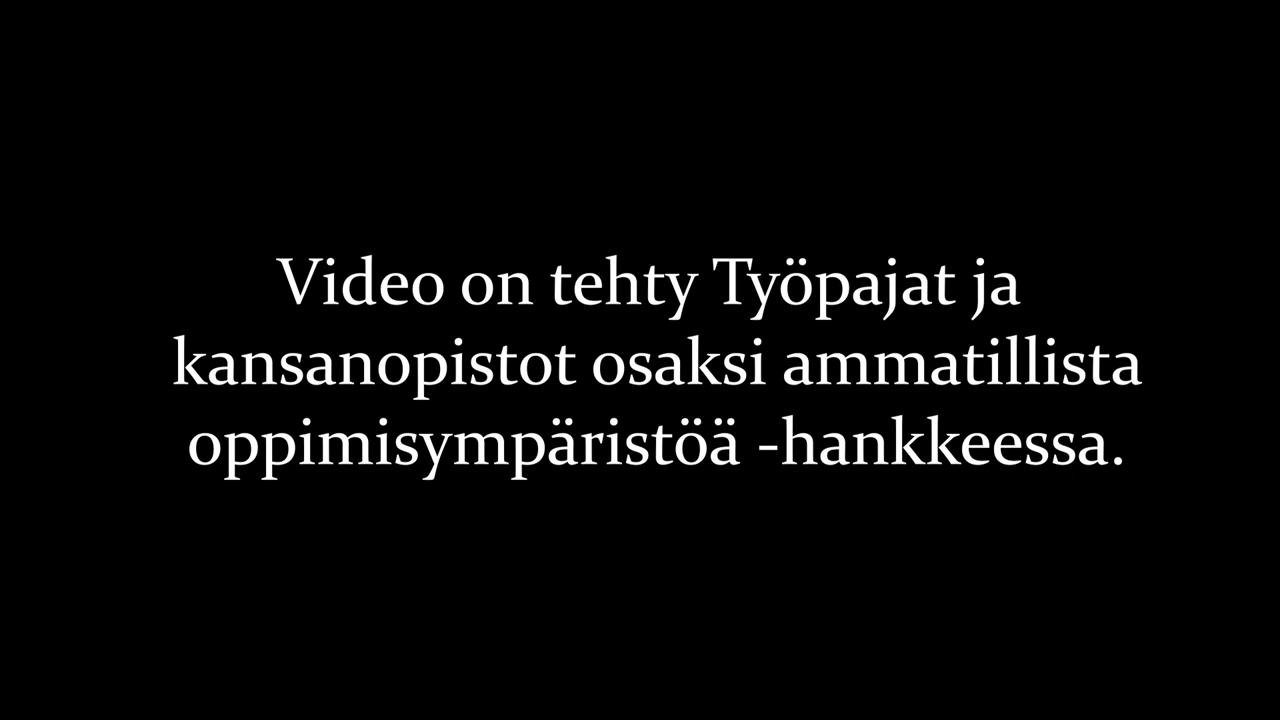 Video on tehty Työpajat ja
kansanopistot osaksi ammatillista
oppimisympäristöä -hankkeessa.